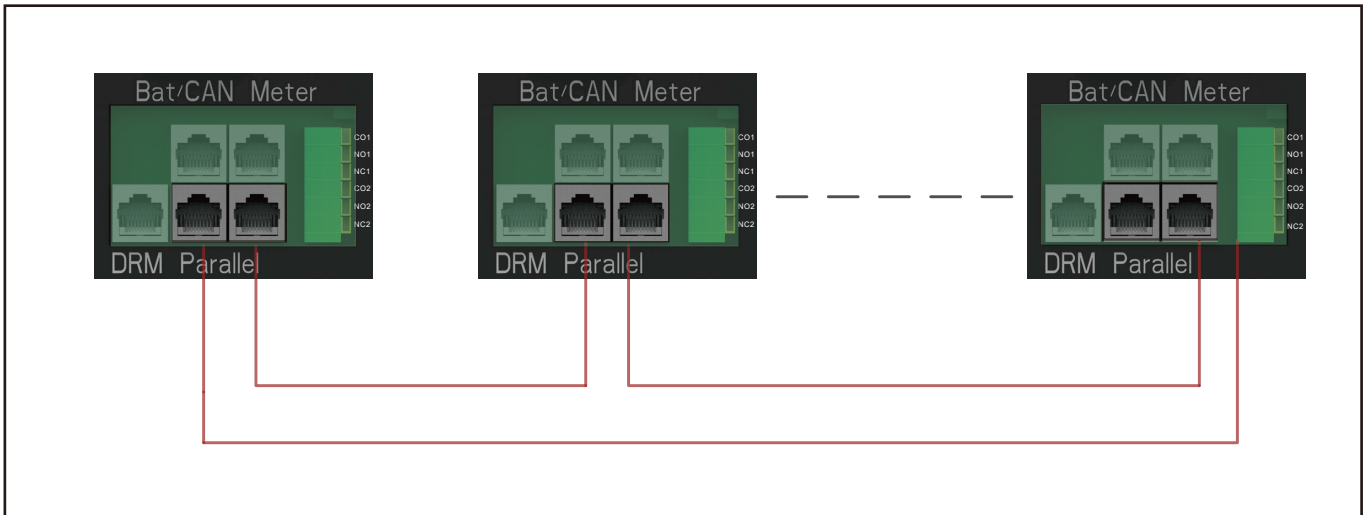 Bat/CAN Meter
CO1
NO1
NC1
CO2
NO2
NC2
DRM Parallel
Bat/CAN Meter
DRM Parallel
CO1
NO1
NC1
CO2
NO2
NC2
Bat/CAN Meter
CO1
NO1
NC1
CO2
NO2
NC2
DRM Parallel